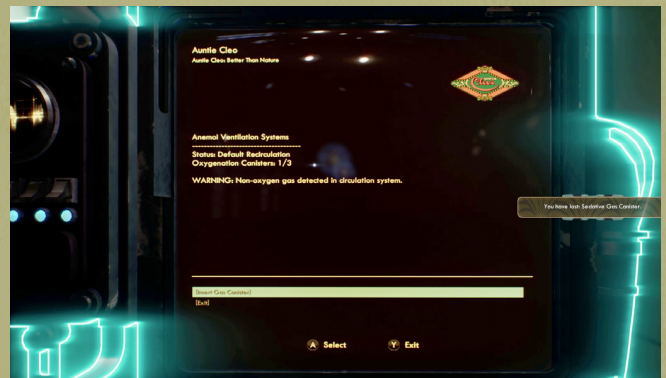 Auntie Cleo
Auntie Cleo: Better Than Nature
Cleo's
Anemol Ventilation Systems
Status: Default Recirculation
Oxygenation Canisters: 1/3
WARNING: Non-oxygen gas detected in circulation system.
You have lost: Sedative Gas Canister.
[Insert Gas Canister]
[Exit]
A Select Y Exit